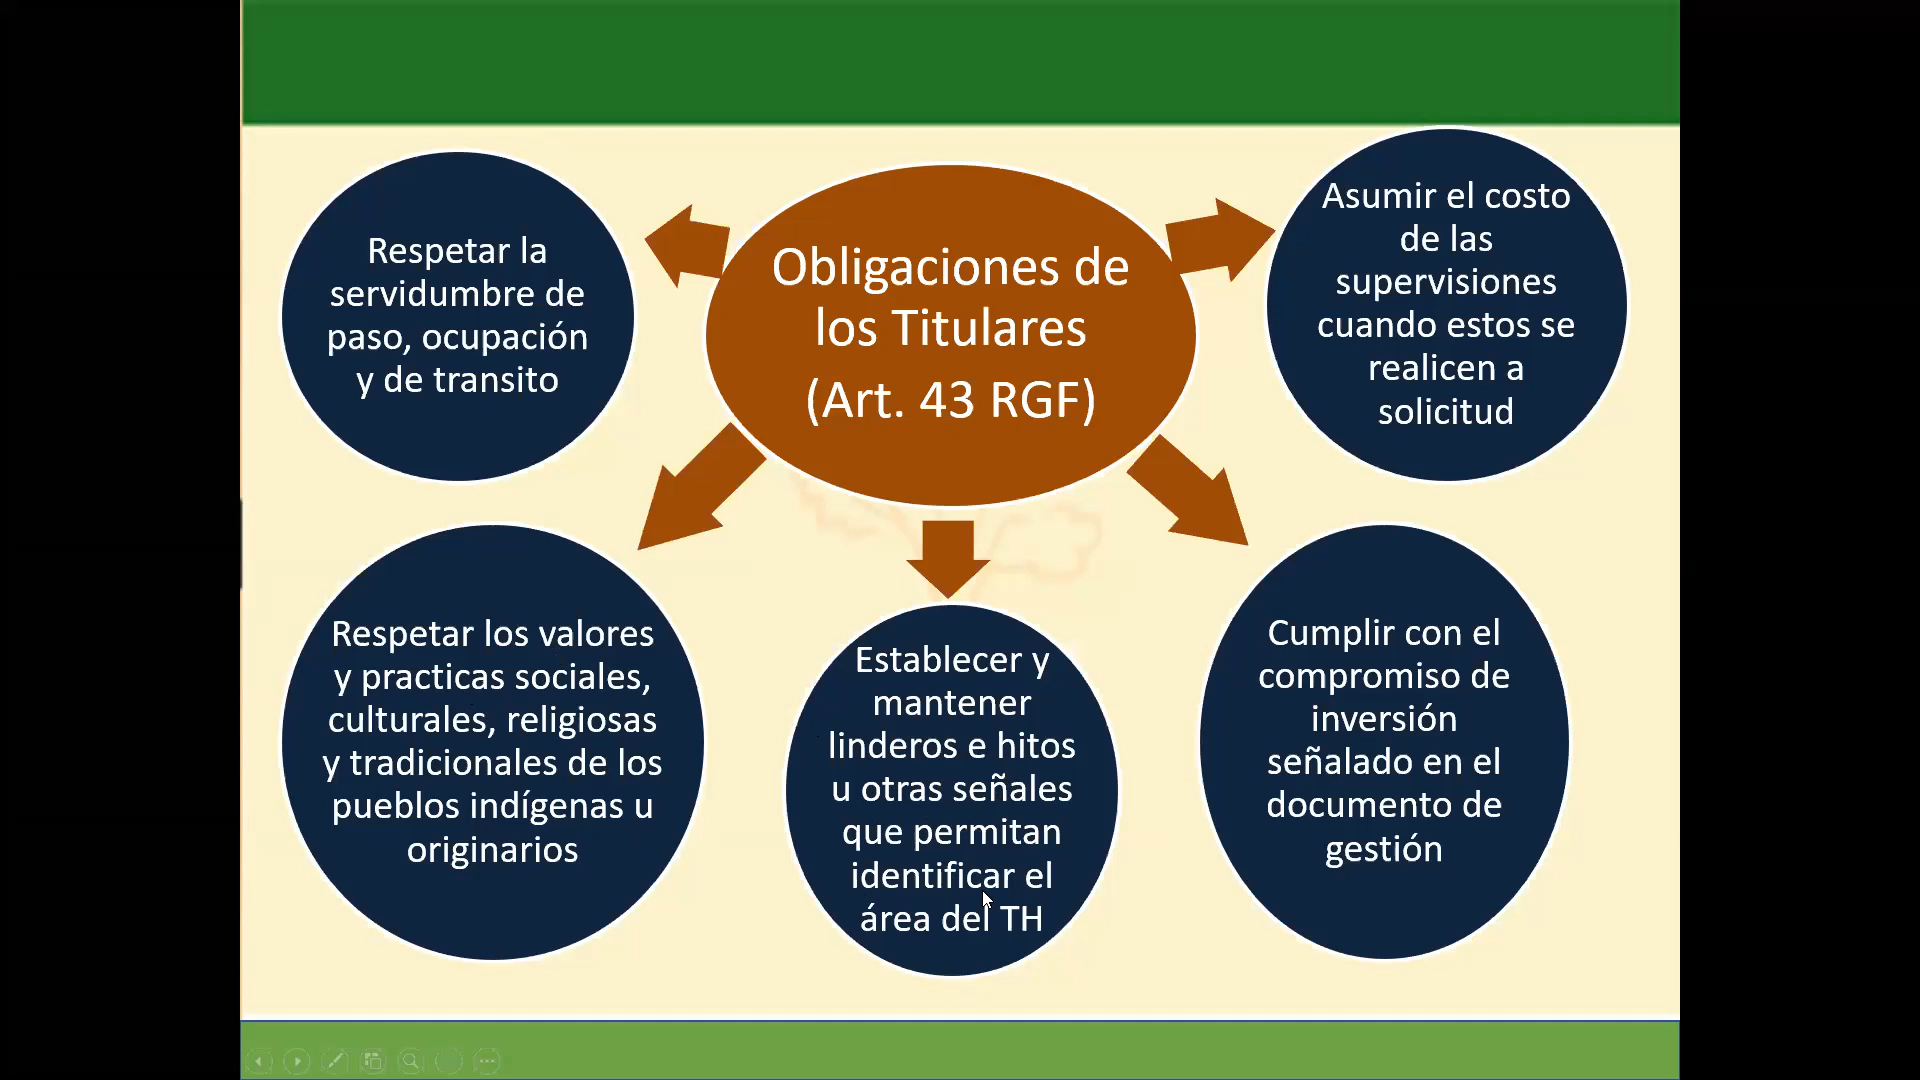 Obligaciones de
los Titulares
(Art. 43 RGF)
Respetar la
servidumbre de
paso, ocupación
y de transito
Asumir el costo
de las
supervisiones
cuando estos se
realicen a
solicitud
Respetar los valores
y practicas sociales,
culturales, religiosas
y tradicionales de los
pueblos indígenas u
originarios
Establecer y
mantener
linderos e hitos
u otras señales
que permitan
identificar el
área del TH
Cumplir con el
compromiso de
inversión
señalado en el
documento de
gestión